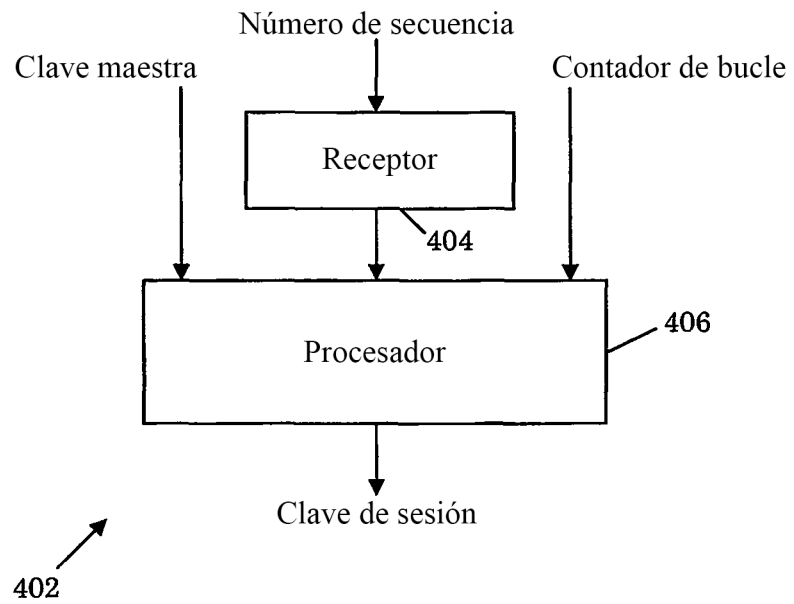 Número de secuencia
Clave maestra
Contador de bucle
Receptor
404
406
Procesador
Clave de sesión
402